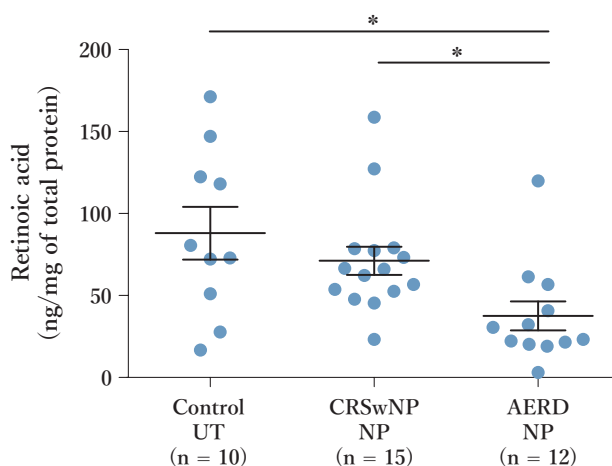 *
*
Retinoic acid
(ng/mg of total protein)
200
150
100
50
0
Control
UT
(n = 10)
CRSwNP
NP
(n = 15)
AERD
NP
(n = 12)